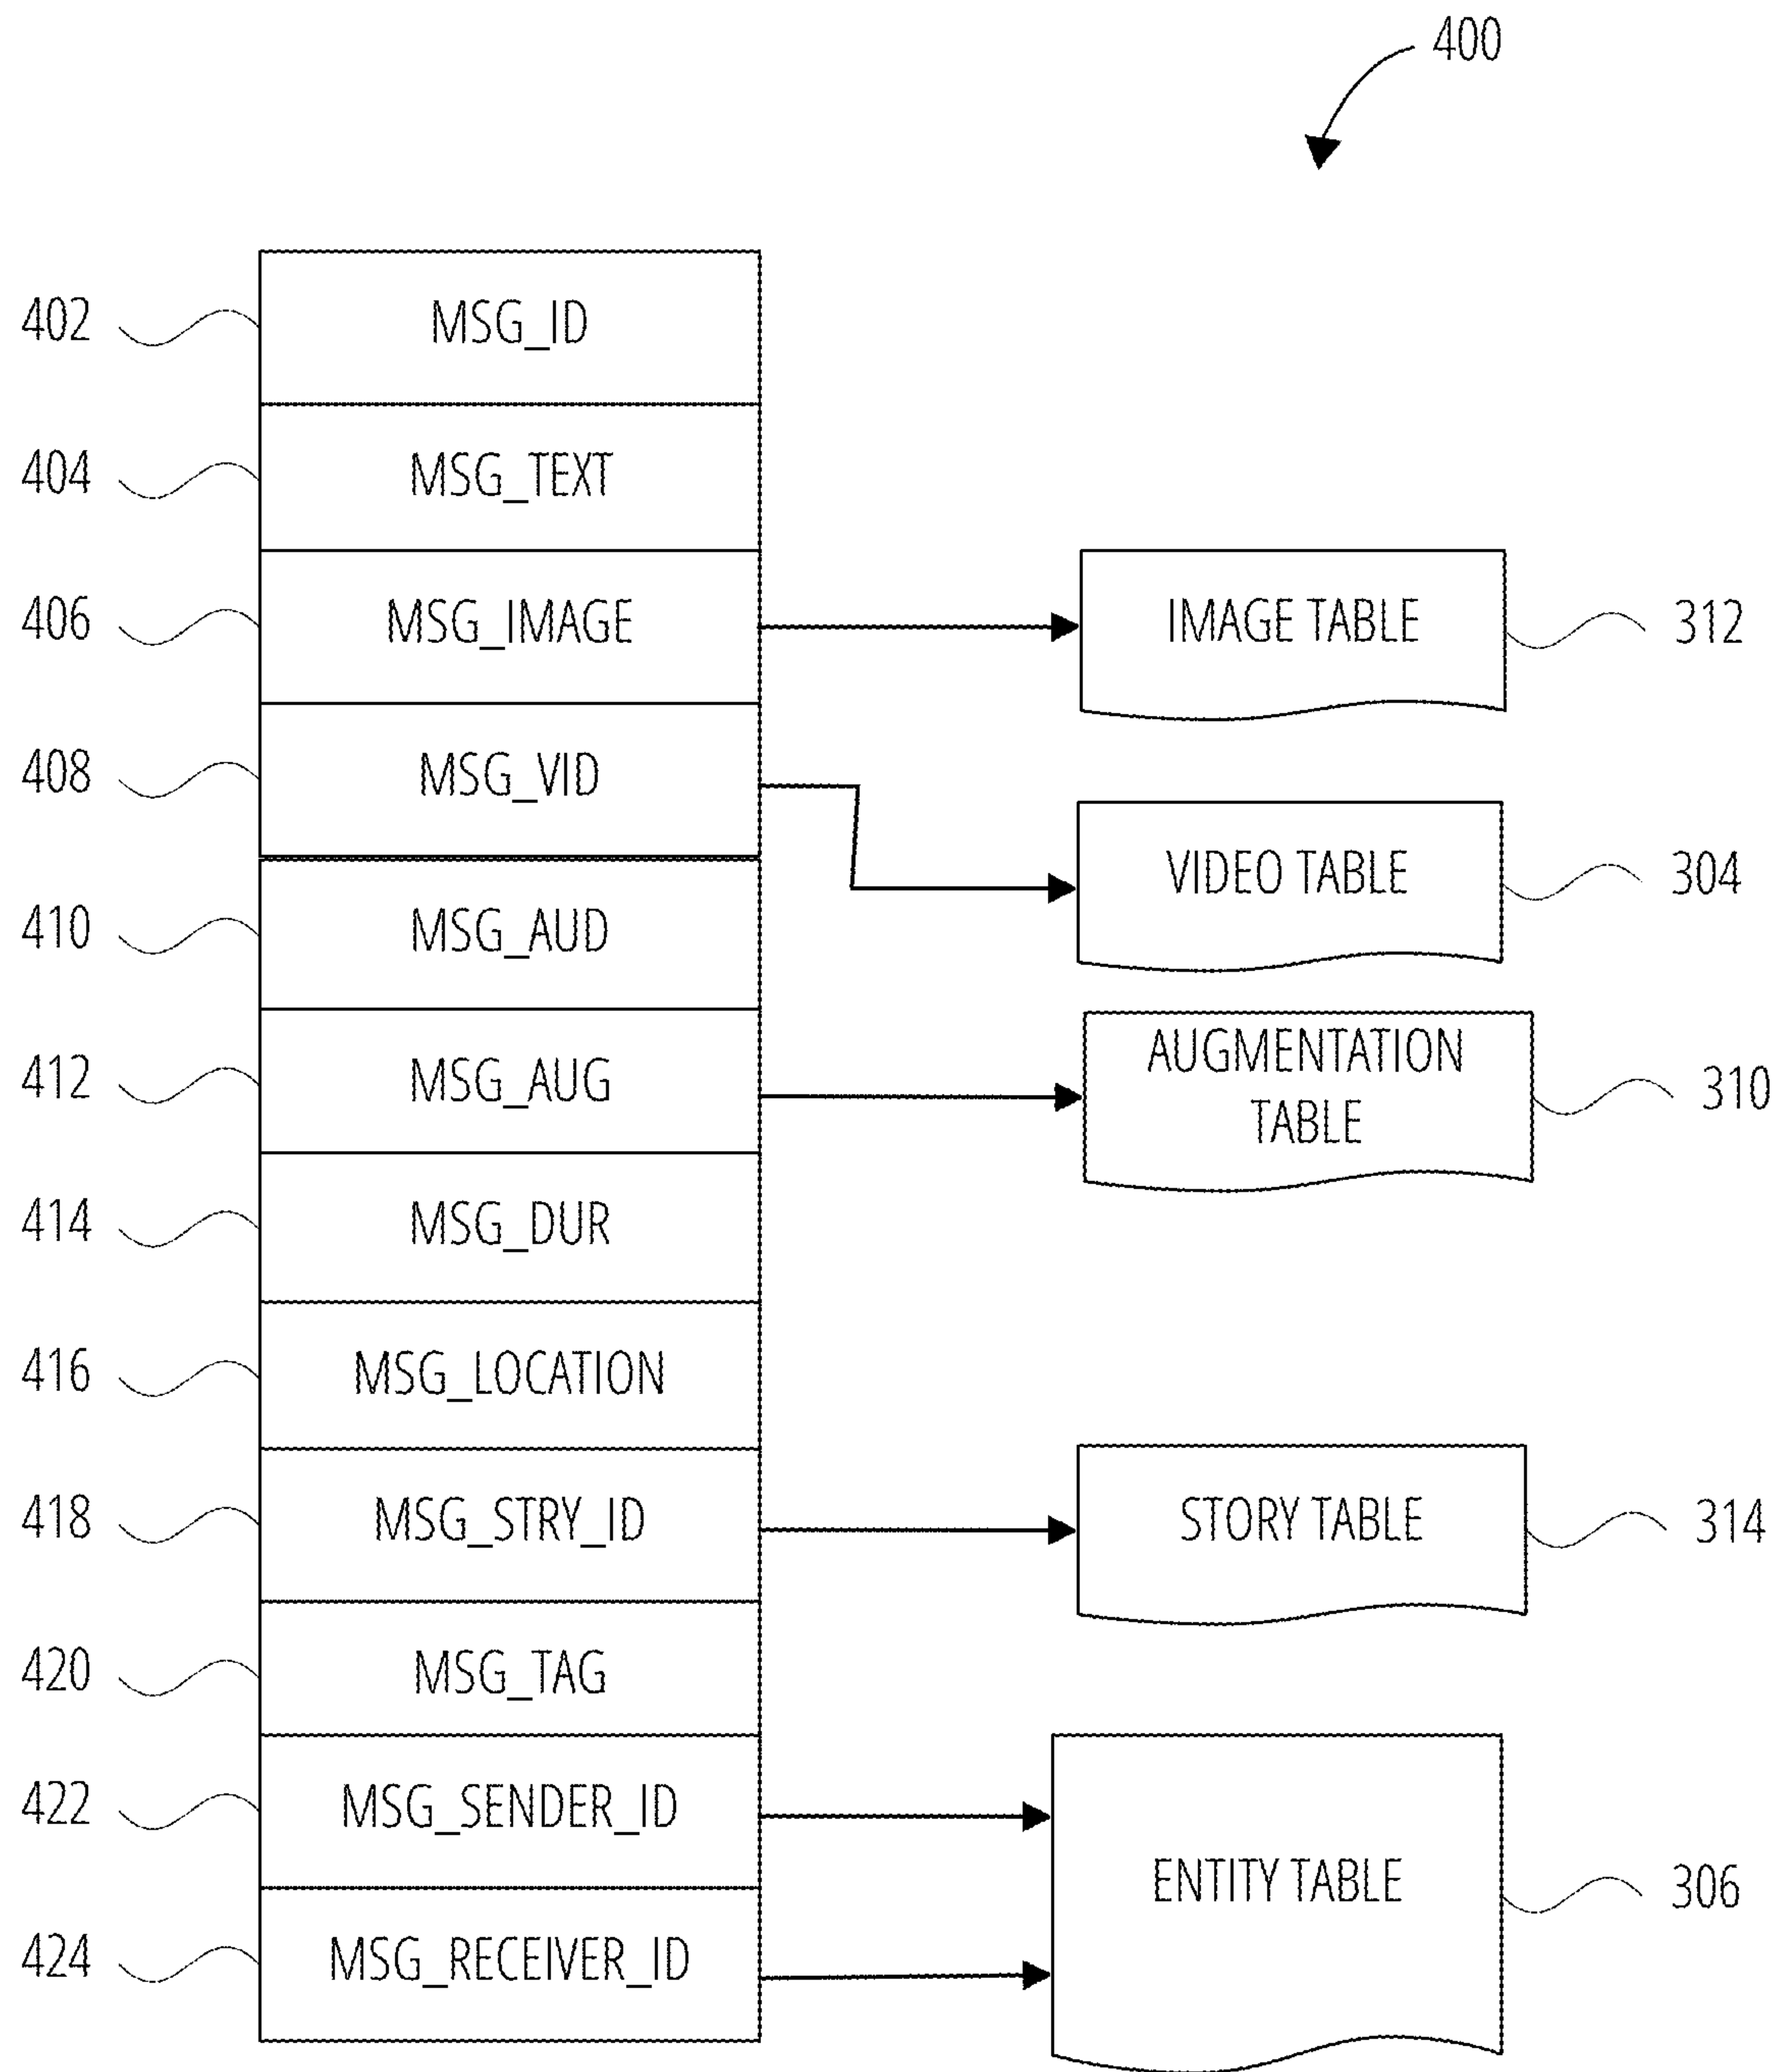 400
402 MSG_ID
404 MSG_TEXT
406 MSG_IMAGE IMAGE TABLE 312
408 MSG_VID
VIDEO TABLE 304
410 MSG_AUD
412 MSG_AUG AUGMENTATION
TABLE 310
414 MSG_DUR
416 MSG_LOCATION
418 MSG_STRY_ID STORY TABLE 314
420 MSG_TAG
422 MSG_SENDER_ID
ENTITY TABLE 306
424 MSG_RECEIVER_ID